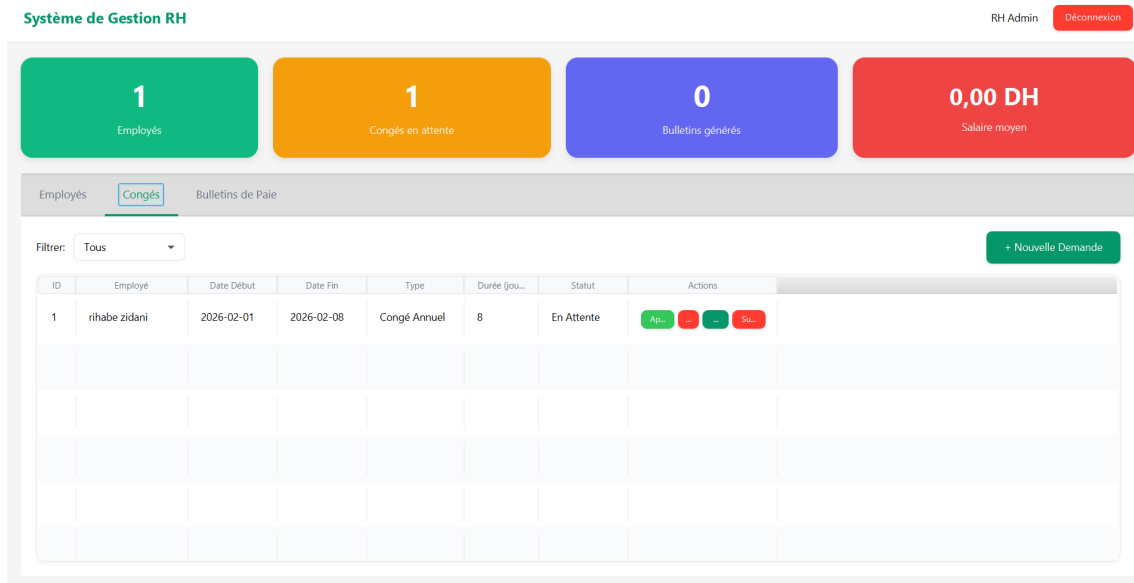 Système de Gestion RH
RH Admin
Déconnexion
1
Employés
1
Congés en attente
0
Bulletins générés
0,00 DH
Salaire moyen
Employés
Congés
Bulletins de Paie
Filtrer:
Tous
+ Nouvelle Demande
ID Employé Date Début Date Fin Type Durée (jou... Statut Actions
1 rihabe zidani 2026-02-01 2026-02-08 Congé Annuel 8 En Attente Ap... ... ... Su...